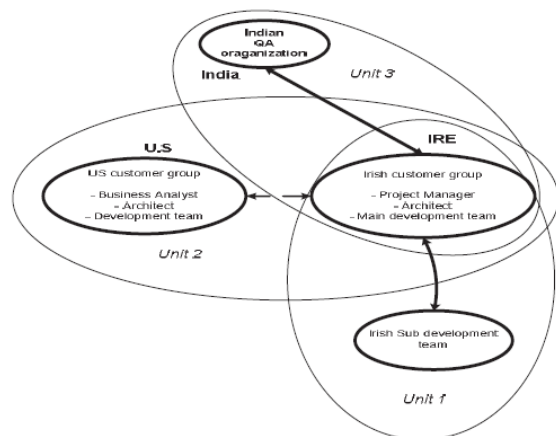 Indian
QA
oraganization
India
Unit 3
U.S
IRE
US customer group
- Business Analyst
- Architect
- Development team
Irish customer group
- Project Manager
- Architect
- Main development team
Unit 2
Irish Sub development
team
Unit 1